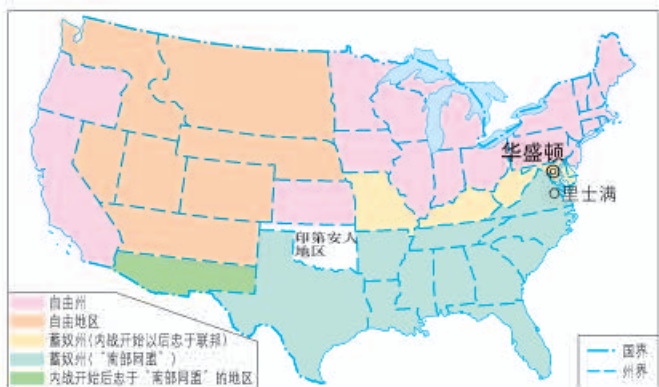 华盛顿
里士满
印第安人
地区
自由州
自由地区
蓄奴州(内战开始以后忠于联邦)
蓄奴州(“南部同盟”)
内战开始后忠于“南部同盟”的地区
国界
州界